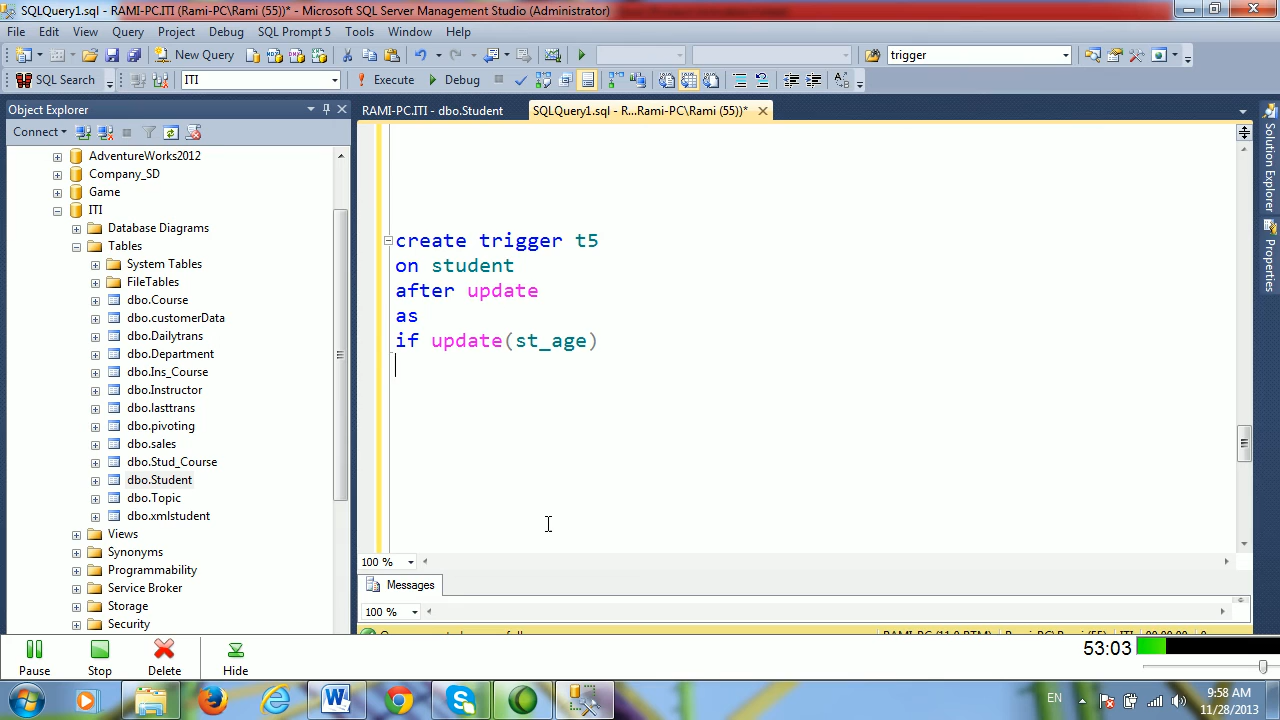 SQLQuery1.sql - RAMI-PC.ITI (Rami-PC\Rami (55))* - Microsoft SQL Server Management Studio (Administrator)
File Edit View Query Project Debug SQL Prompt 5 Tools Window Help
New Query trigger
SQL Search ITI Execute Debug
Object Explorer
RAMI-PC.ITI - dbo.Student SQLQuery1.sql - R...Rami-PC\Rami (55))*
Connect
AdventureWorks2012
Company_SD
Game
ITI
Database Diagrams
Tables
System Tables
FileTables
dbo.Course
dbo.customerData
dbo.Dailytrans
dbo.Department
dbo.Ins_Course
dbo.Instructor
dbo.lasttrans
dbo.pivoting
dbo.sales
dbo.Stud_Course
dbo.Student
dbo.Topic
dbo.xmlstudent
Views
Synonyms
Programmability
Service Broker
Storage
Security
create trigger t5
on student
after update
as
if update(st_age)
100 %
Messages
100 %
Solution Explorer
Properties
Pause Stop Delete Hide
53:03
EN
9:58 AM
11/28/2013